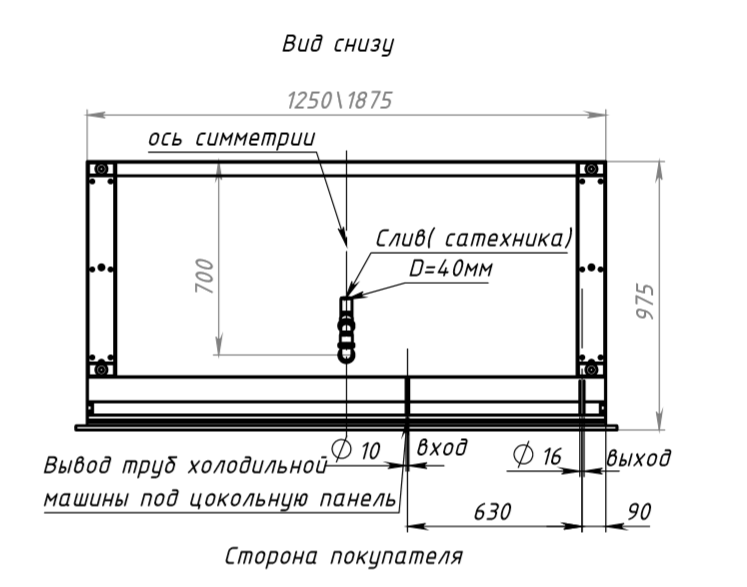 Вид снизу
1250\1875
ось симметрии
Слив( сатехника)
D=40мм
700
975
Ø 10 вход
Ø 16 выход
Вывод труб холодильной
машины под цокольную панель
630
90
Сторона покупателя